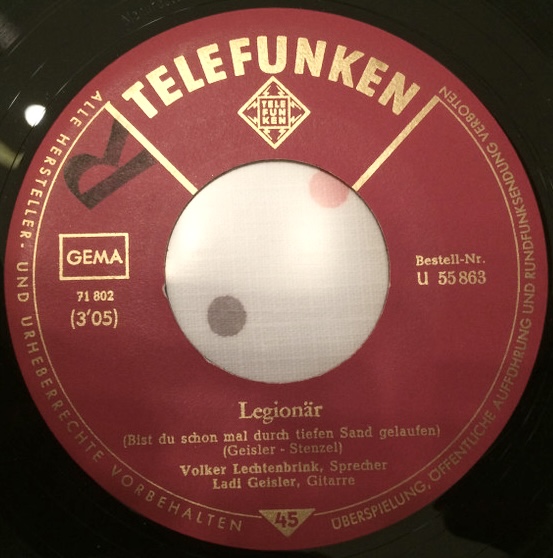 TELEFUNKEN
TELE
FUN
KEN
R
GEMA
71 802
(3'05)
Bestell-Nr.
U 55 863
Legionär
(Bist du schon mal durch tiefen Sand gelaufen)
(Geisler - Stenzel)
Volker Lechtenbrink, Sprecher
Ladi Geisler, Gitarre
45
ALLE HERSTELLER- UND URHEBERRECHTE VORBEHALTEN
ÜBERSPIELUNG, ÖFFENTLICHE AUFFÜHRUNG UND RUNDFUNKSENDUNG VERBOTEN